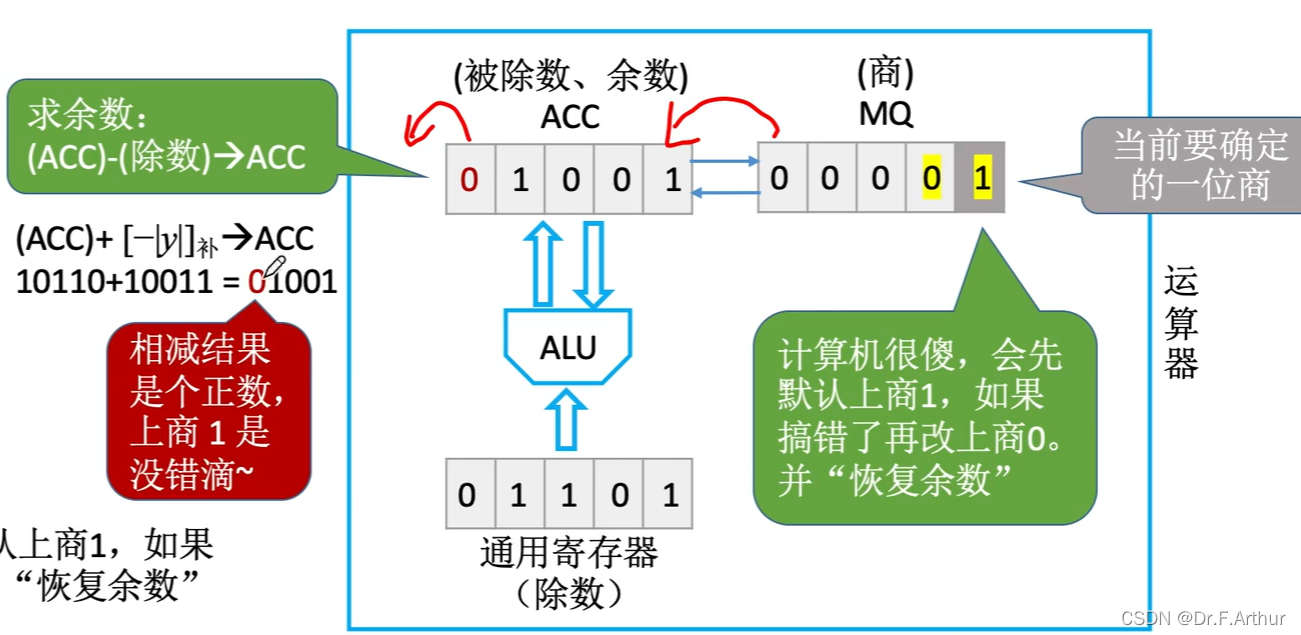 (被除数、余数)
ACC
(商)
MQ
求余数：
(ACC)-(除数)→ACC
0 1 0 0 1
0 0 0 0 1
当前要确定
的一位商
(ACC)+ [−|y|]补→ACC
10110+10011 = 01001
相减结果
是个正数，
上商 1 是
没错滴~
ALU
计算机很傻，会先
默认上商1，如果
搞错了再改上商0。
并“恢复余数”
运
算
器
0 1 1 0 1
通用寄存器
（除数）
上商1，如果
“恢复余数”
CSDN @Dr.F.Arthur